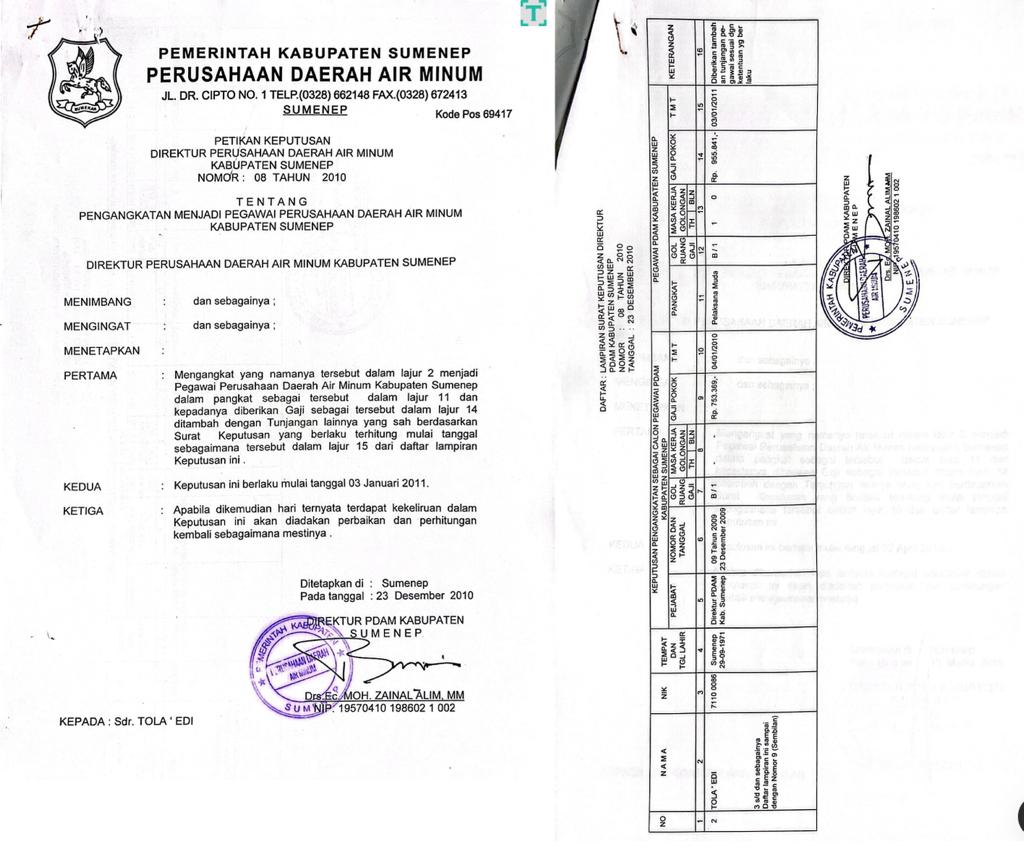 PEMERINTAH KABUPATEN SUMENEP
PERUSAHAAN DAERAH AIR MINUM
JL. DR. CIPTO NO. 1 TELP.(0328) 662148 FAX.(0328) 672413
SUMENEP
Kode Pos 69417
PETIKAN KEPUTUSAN
DIREKTUR PERUSAHAAN DAERAH AIR MINUM
KABUPATEN SUMENEP
NOMOR : 08 TAHUN 2010
T E N T A N G
PENGANGKATAN MENJADI PEGAWAI PERUSAHAAN DAERAH AIR MINUM
KABUPATEN SUMENEP
DIREKTUR PERUSAHAAN DAERAH AIR MINUM KABUPATEN SUMENEP
MENIMBANG : dan sebagainya ;
MENGINGAT : dan sebagainya ;
MENETAPKAN :
PERTAMA : Mengangkat yang namanya tersebut dalam lajur 2 menjadi
Pegawai Perusahaan Daerah Air Minum Kabupaten Sumenep
dalam pangkat sebagai tersebut dalam lajur 11 dan
kepadanya diberikan Gaji sebagai tersebut dalam lajur 14
ditambah dengan Tunjangan lainnya yang sah berdasarkan
Surat Keputusan yang berlaku terhitung mulai tanggal
sebagaimana tersebut dalam lajur 15 dari daftar lampiran
Keputusan ini .
KEDUA : Keputusan ini berlaku mulai tanggal 03 Januari 2011.
KETIGA : Apabila dikemudian hari ternyata terdapat kekeliruan dalam
Keputusan ini akan diadakan perbaikan dan perhitungan
kembali sebagaimana mestinya .
Ditetapkan di : Sumenep
Pada tanggal : 23 Desember 2010
DIREKTUR PDAM KABUPATEN
S U M E N E P
Drs.Ec. MOH. ZAINAL ALIM, MM
NIP. 19570410 198602 1 002
KEPADA : Sdr. TOLA ' EDI
DAFTAR : LAMPIRAN SURAT KEPUTUSAN DIREKTUR
PDAM KABUPATEN SUMENEP
NOMOR : 08 TAHUN 2010
TANGGAL : 23 DESEMBER 2010
NO
N A M A
NIK
TEMPAT DAN TGL.LAHIR
KEPUTUSAN PENGANGKATAN SEBAGAI CALON PEGAWAI PDAM KABUPATEN SUMENEP
PEJABAT
NOMOR DAN TANGGAL
GOL RUANG GAJI
MASA KERJA GOLONGAN
TH BLN
GAJI POKOK
T M T
PEGAWAI PDAM KABUPATEN SUMENEP
PANGKAT
GOL RUANG GAJI
MASA KERJA GOLONGAN
TH BLN
GAJI POKOK
T M T
KETERANGAN
1 2 3 4 5 6 7 8 9 10 11 12 13 14 15 16
2 TOLA ' EDI 7110 0086 Sumenep 29-09-1971 Direktur PDAM Kab. Sumenep 09 Tahun 2009 23 Desember 2009 B / 1 - - Rp. 753.369,- 04/01/2010 Pelaksana Muda B / 1 1 0 Rp. 955.841,- 03/01/2011 Diberikan tambahan tunjangan pegawai sesuai dgn ketentuan yg berlaku
3 s/d dan sebagainya
Daftar lampiran ini sampai
dengan Nomor 9 (Sembilan)
DIREKTUR PDAM KABUPATEN
S U M E N E P
Drs. Ec. MOH. ZAINAL ALIM,MM
NIP. 19570410 198602 1 002